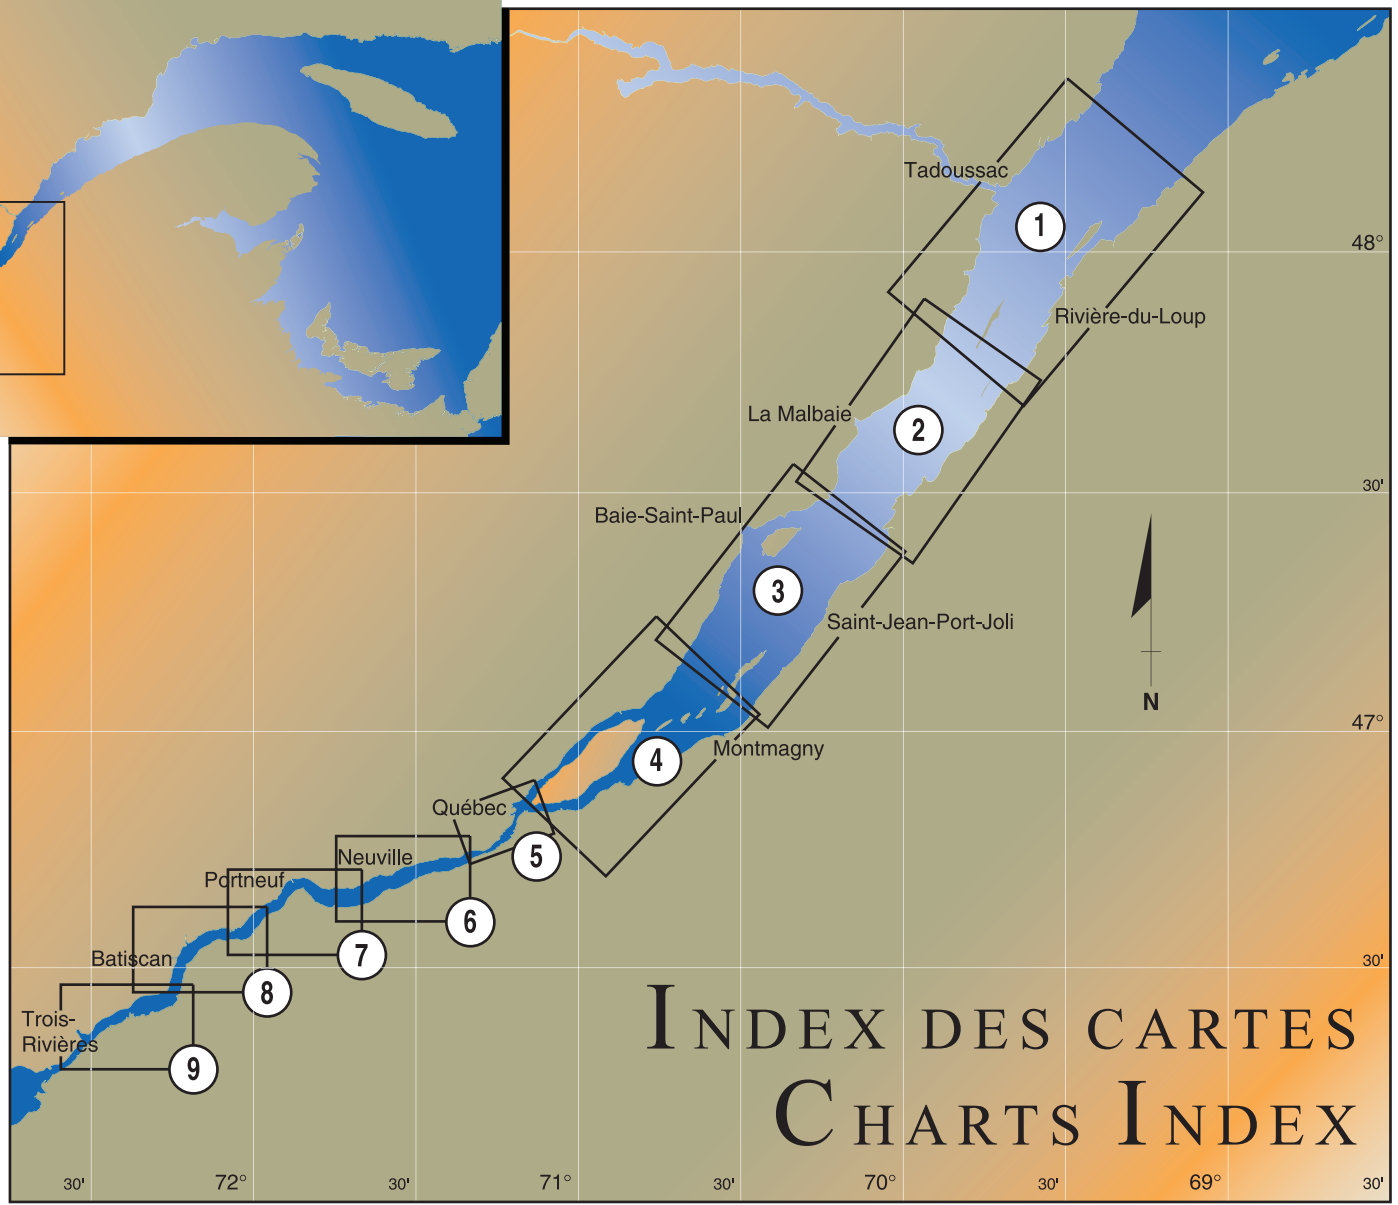 Tadoussac
1
48°
Rivière-du-Loup
La Malbaie
2
30'
Baie-Saint-Paul
3
Saint-Jean-Port-Joli
N
47°
Montmagny
4
Québec
5
Neuville
Portneuf
6
7
Batiscan
30'
8
Trois-
Rivières
9
INDEX DES CARTES
CHARTS INDEX
30' 72° 30' 71° 30' 70° 30' 69° 30'